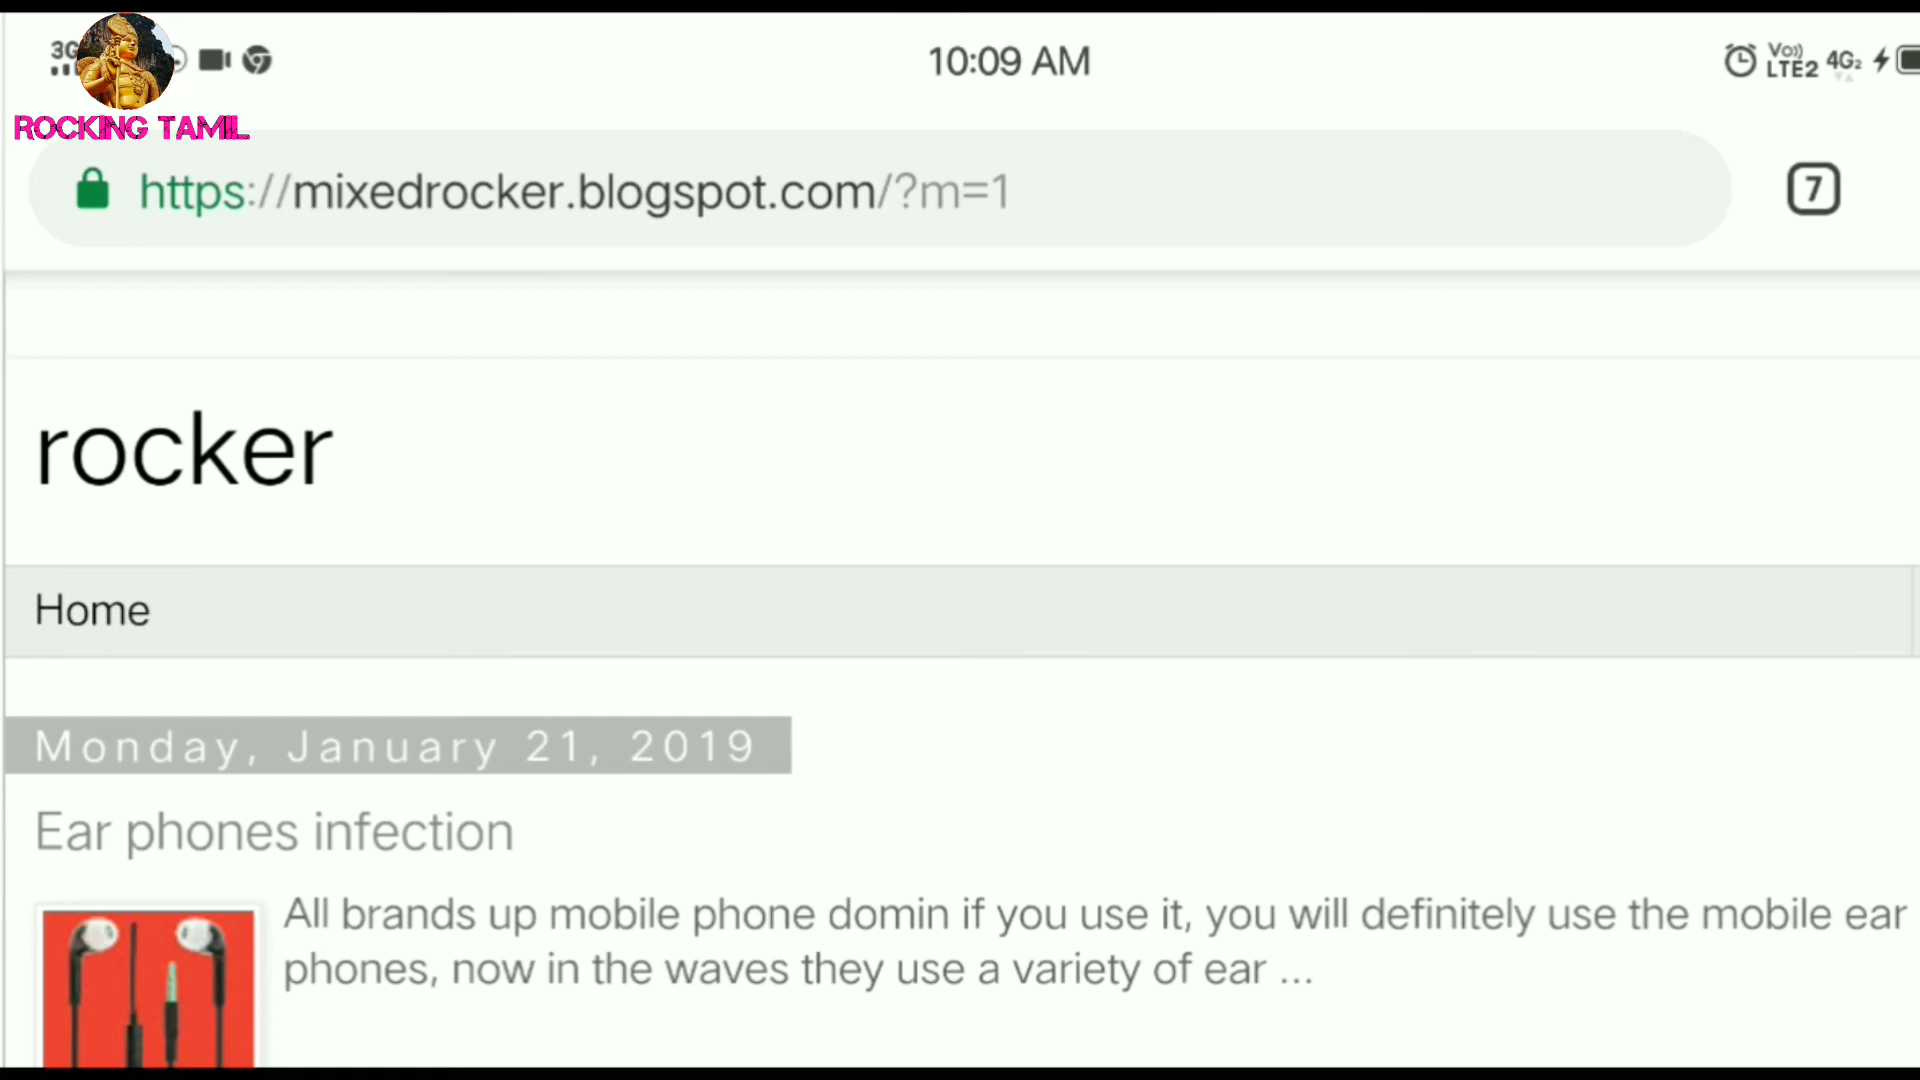 3G
10:09 AM
Vo)) LTE2 4G2
ROCKING TAMIL
https://mixedrocker.blogspot.com/?m=1
7
rocker
Home
Monday, January 21, 2019
Ear phones infection
All brands up mobile phone domin if you use it, you will definitely use the mobile ear
phones, now in the waves they use a variety of ear ...